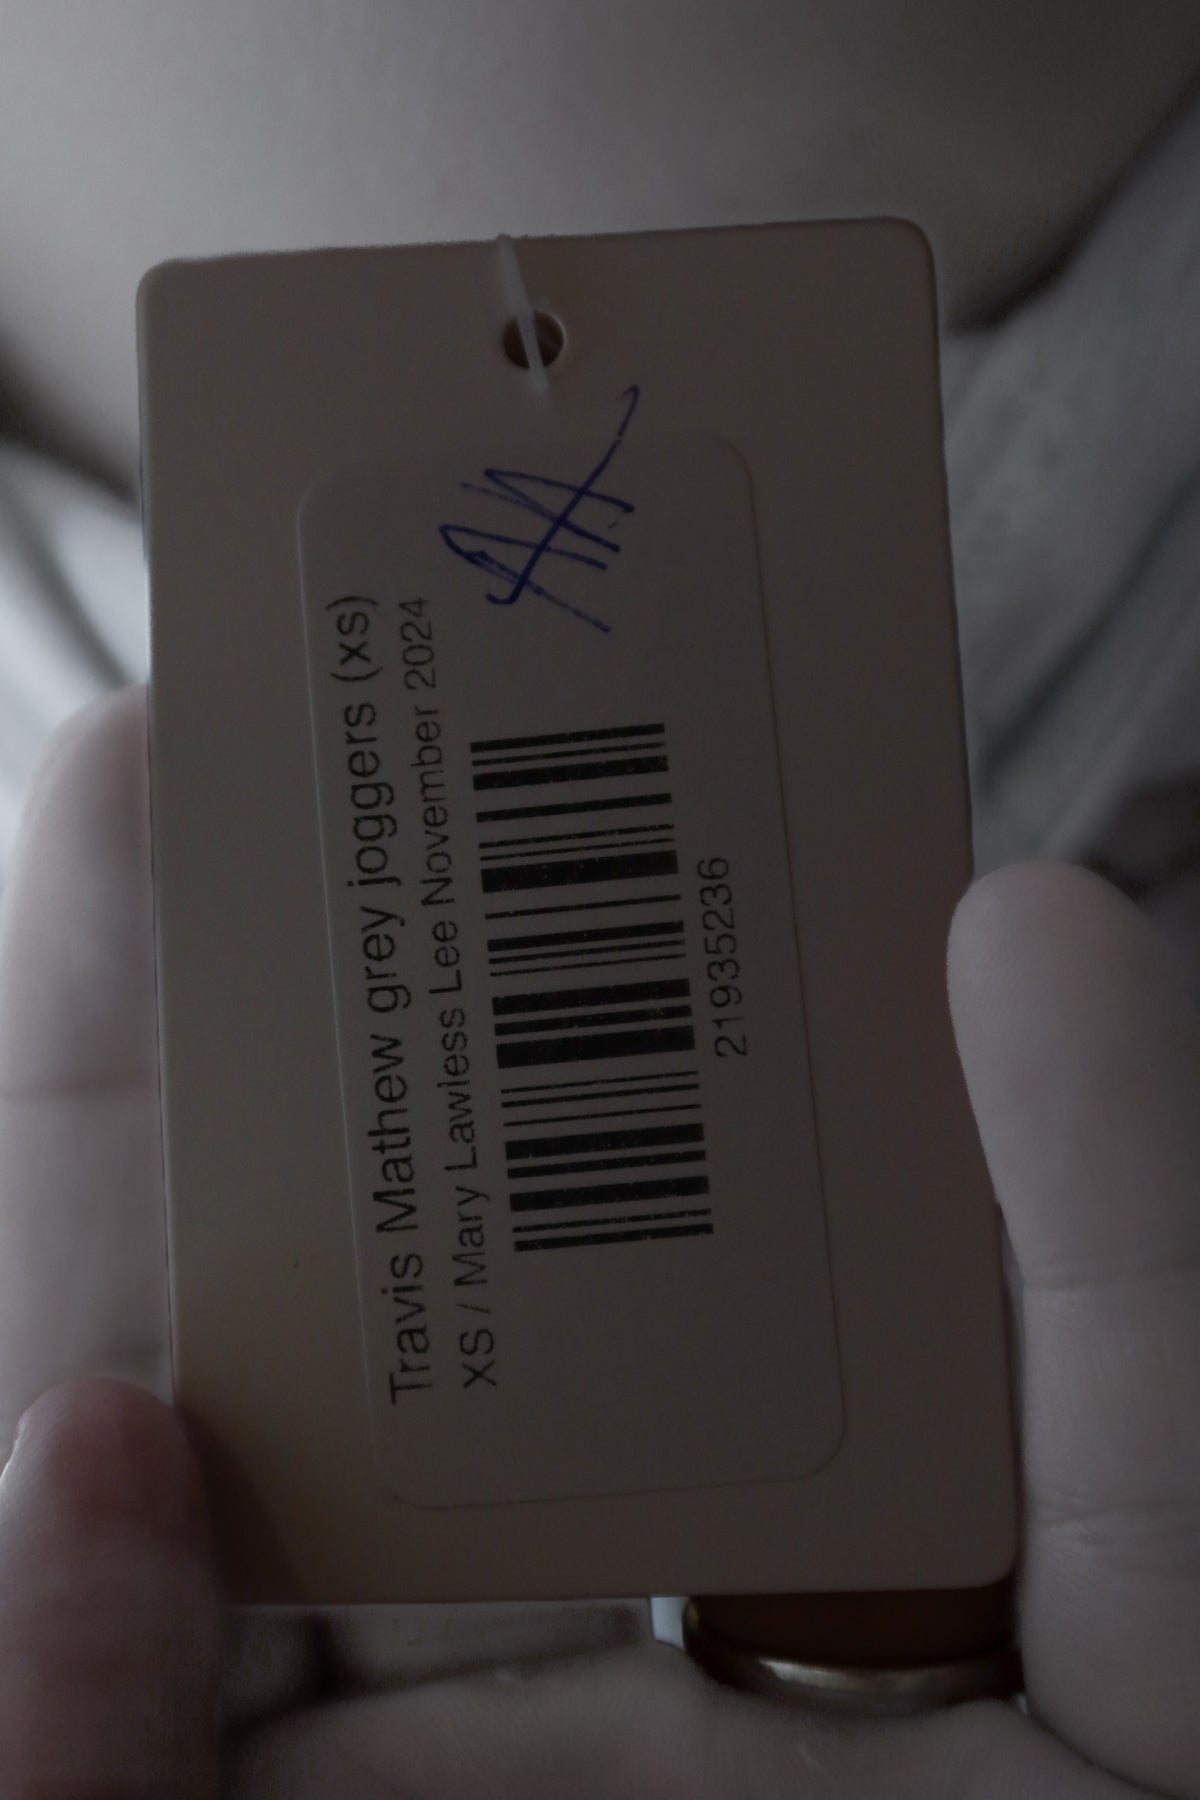 Travis Mathew grey joggers (xs)
XS / Mary Lawless Lee November 2024
21935236